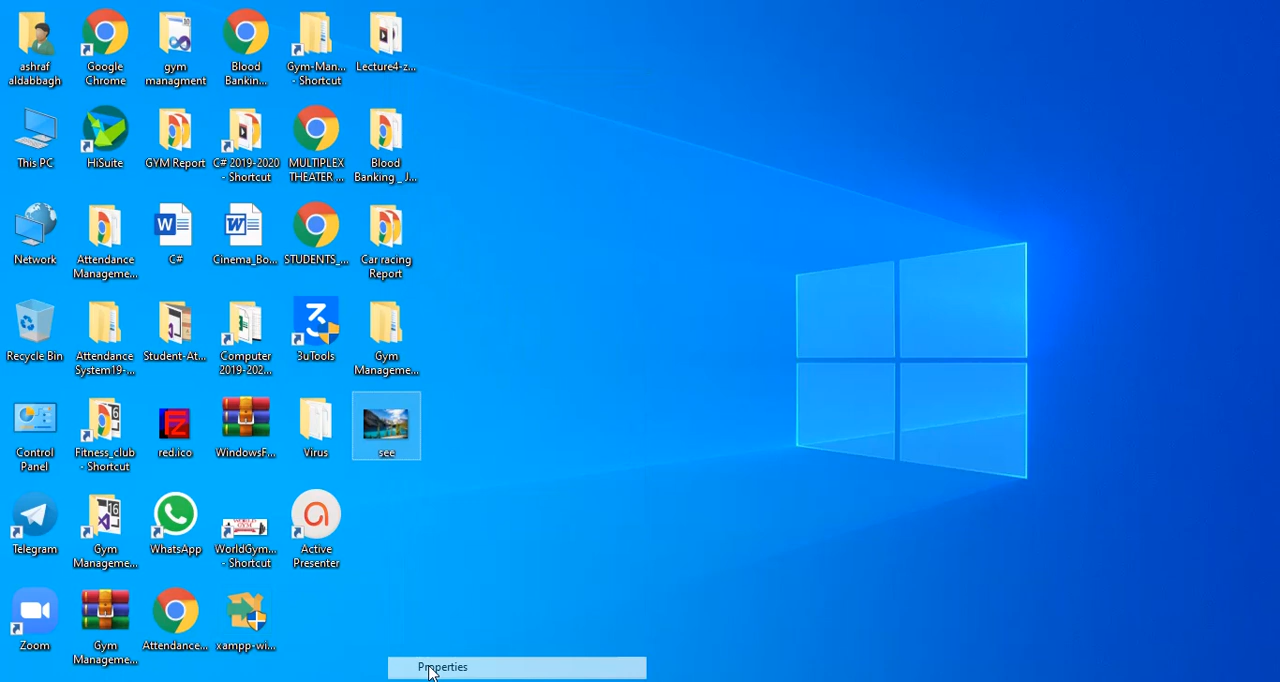 ashraf
aldabbagh
Google
Chrome
gym
managment
Blood
Bankin...
Gym-Man...
- Shortcut
Lecture4-z...
This PC
HiSuite
GYM Report
C# 2019-2020
- Shortcut
MULTIPLEX
THEATER ...
Blood
Banking _ J...
Network
Attendance
Manageme...
C#
Cinema_Bo...
STUDENTS_...
Car racing
Report
Recycle Bin
Attendance
System19-...
Student-At...
Computer
2019-202...
3uTools
Gym
Manageme...
Control
Panel
Fitness_club
- Shortcut
red.ico
WindowsF...
Virus
see
Telegram
Gym
Manageme...
WhatsApp
WORLD
GYM
WorldGym...
- Shortcut
Active
Presenter
Zoom
Gym
Manageme...
Attendance...
xampp-wi...
Properties